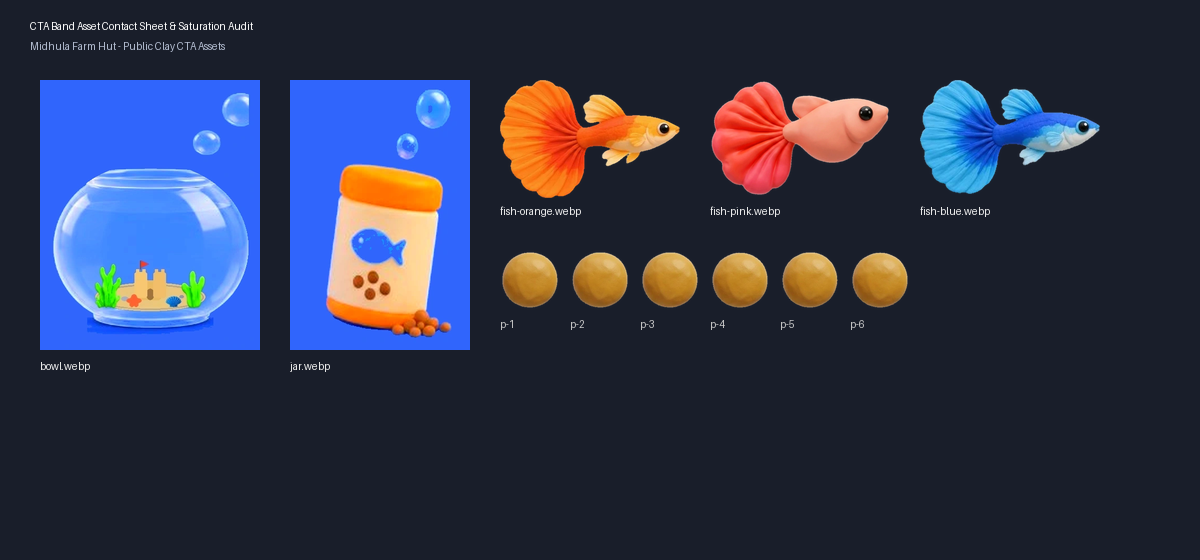 CTA Band Asset Contact Sheet & Saturation Audit
Midhula Farm Hut - Public Clay CTA Assets
fish-orange.webp
fish-pink.webp
fish-blue.webp
p-1
p-2
p-3
p-4
p-5
p-6
bowl.webp
jar.webp